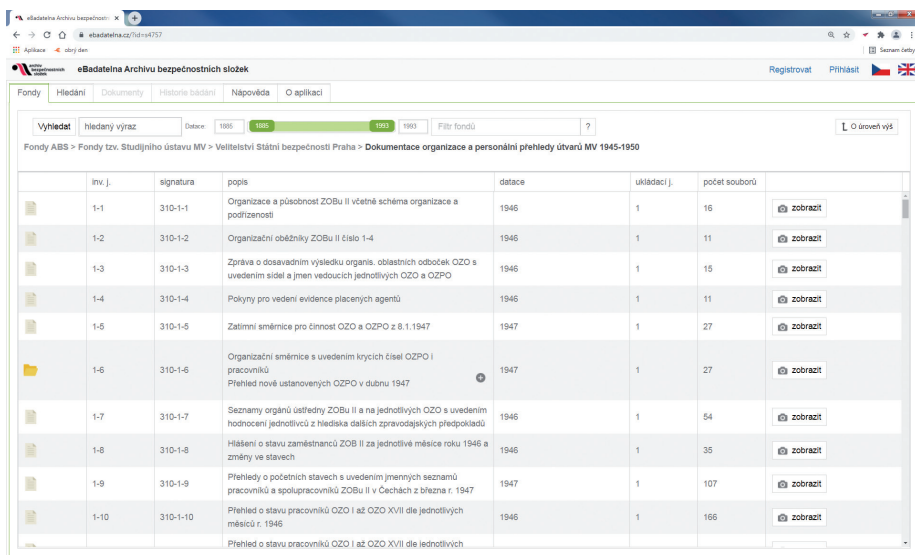 eBadatelna Archivu bezpečnostn
ebadatelna.cz/?id=s4757
Aplikace obrý den Seznam četby
archiv bezpečnostních složek
eBadatelna Archivu bezpečnostních složek Registrovat Přihlásit
Fondy Hledání Dokumenty Historie bádání Nápověda O aplikaci
Vyhledat hledaný výraz Datace: 1885 1885 1993 1993 Filtr fondů ? O úroveň výš
Fondy ABS > Fondy tzv. Studijního ústavu MV > Velitelství Státní bezpečnosti Praha > Dokumentace organizace a personální přehledy útvarů MV 1945-1950
inv. j. signatura popis datace ukládací j. počet souborů
1-1 310-1-1 Organizace a působnost ZOBu II včetně schéma organizace a
podřízenosti 1946 1 16 zobrazit
1-2 310-1-2 Organizační oběžníky ZOBu II číslo 1-4 1946 1 11 zobrazit
1-3 310-1-3 Zpráva o dosavadním výsledku organis. oblastních odboček OZO s
uvedením sídel a jmen vedoucích jednotlivých OZO a OZPO 1946 1 15 zobrazit
1-4 310-1-4 Pokyny pro vedení evidence placených agentů 1946 1 11 zobrazit
1-5 310-1-5 Zatímní směrnice pro činnost OZO a OZPO z 8.1.1947 1947 1 27 zobrazit
1-6 310-1-6 Organizační směrnice s uvedením krycích čísel OZPO i
pracovníků
Přehled nově ustanovených OZPO v dubnu 1947 1947 1 27 zobrazit
1-7 310-1-7 Seznamy orgánů ústředny ZOBu II a na jednotlivých OZO s uvedením
hodnocení jednotlivců z hlediska dalších zpravodajských předpokladů 1946 1 54 zobrazit
1-8 310-1-8 Hlášení o stavu zaměstnanců ZOB II za jednotlivé měsíce roku 1946 a
změny ve stavech 1946 1 35 zobrazit
1-9 310-1-9 Přehledy o početních stavech s uvedením jmenných seznamů
pracovníků a spolupracovníků ZOBu II v Čechách z března r. 1947 1947 1 107 zobrazit
1-10 310-1-10 Přehled o stavu pracovníků OZO I až OZO XVII dle jednotlivých
měsíců r. 1946 1946 1 166 zobrazit
Přehled o stavu pracovníků OZO I až OZO XVII dle jednotlivých